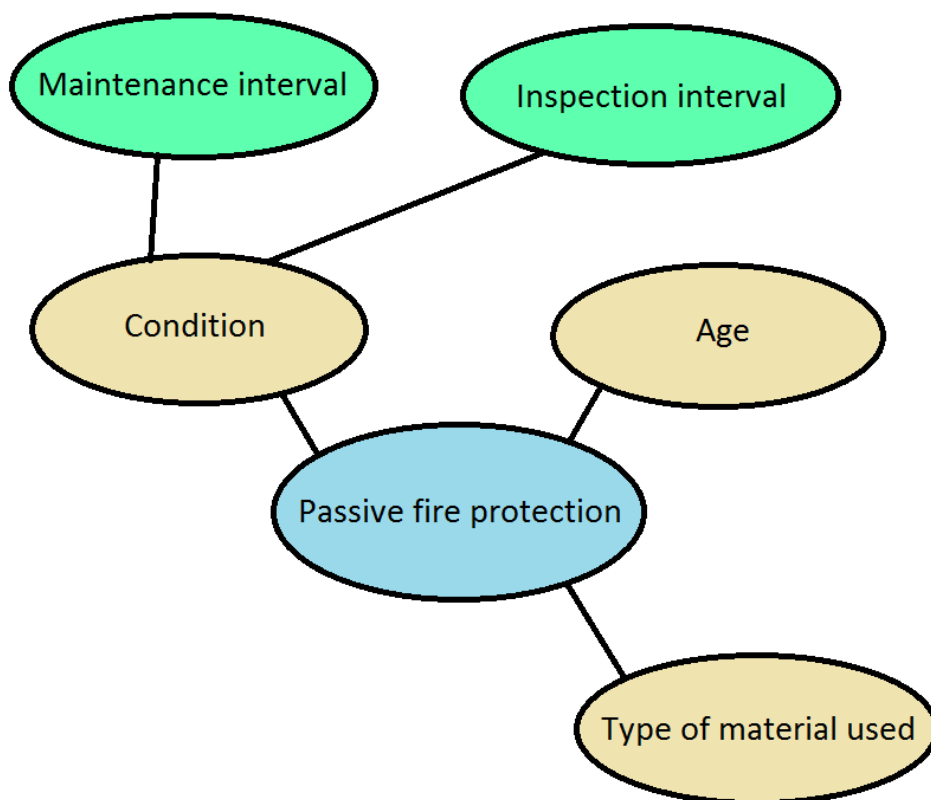 Maintenance interval
Inspection interval
Condition
Age
Passive fire protection
Type of material used